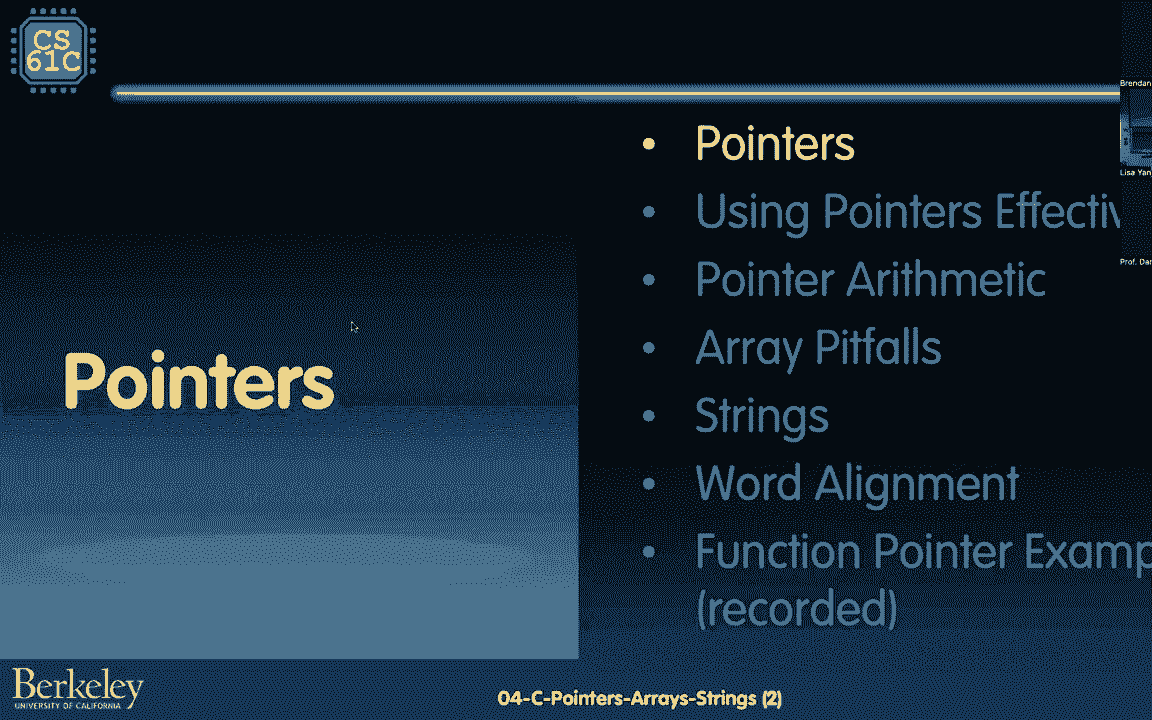 CS
61C
Brendan
Lisa Yan
Prof. Dan
Pointers
• Pointers
• Using Pointers Effectiv
• Pointer Arithmetic
• Array Pitfalls
• Strings
• Word Alignment
• Function Pointer Examp
(recorded)
Berkeley
UNIVERSITY OF CALIFORNIA
04-C-Pointers-Arrays-Strings (2)